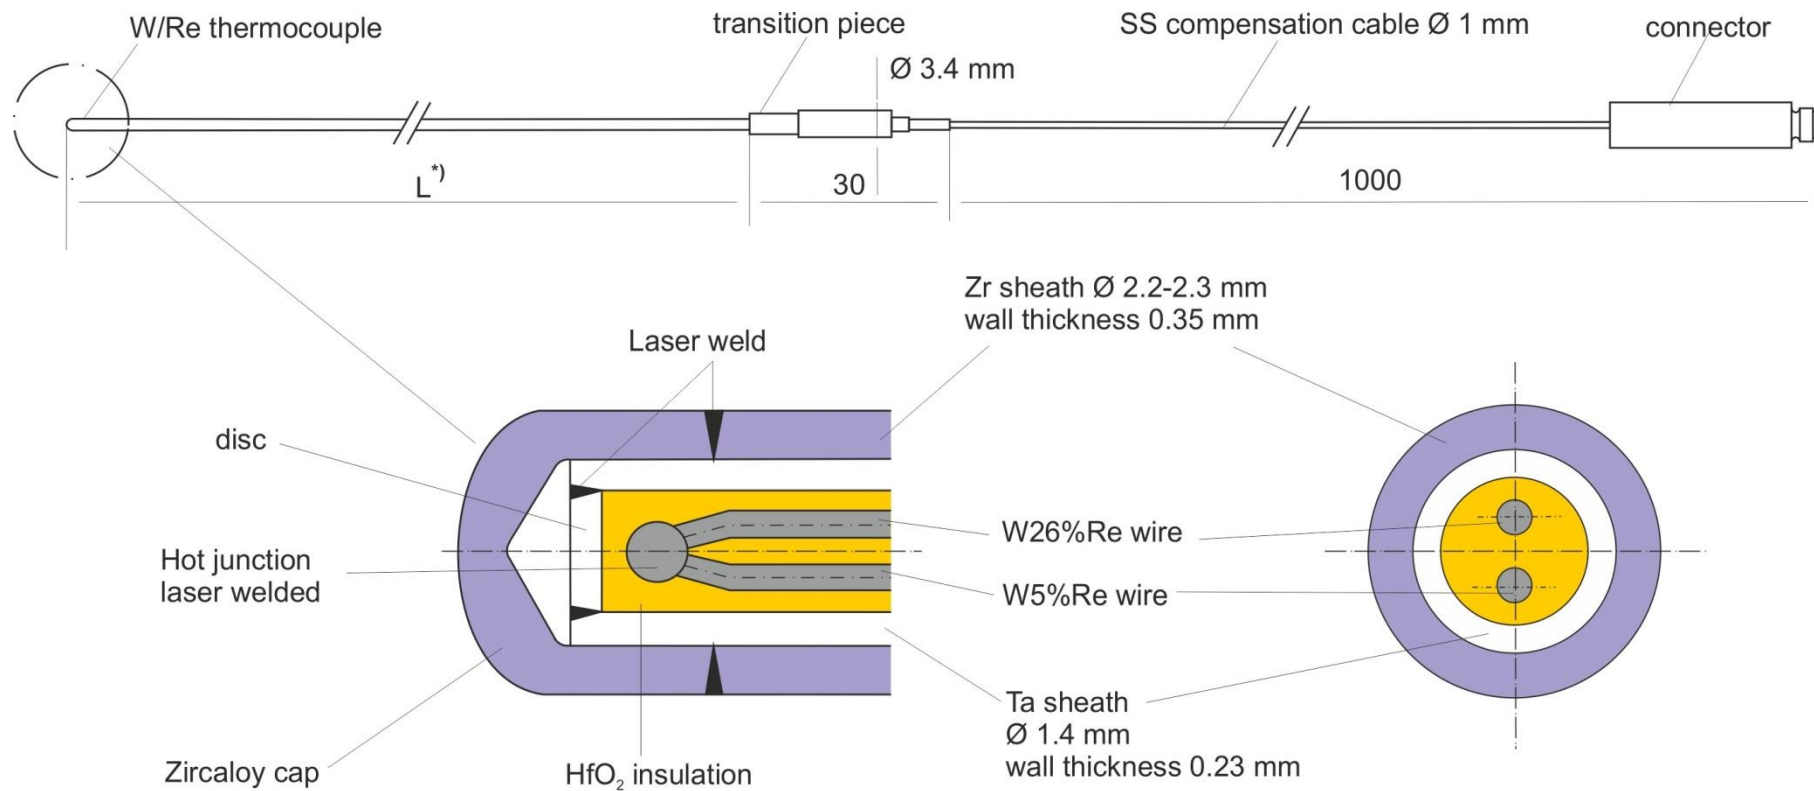 W/Re thermocouple
transition piece
SS compensation cable Ø 1 mm
connector
Ø 3.4 mm
L*)
30
1000
Zr sheath Ø 2.2-2.3 mm
wall thickness 0.35 mm
Laser weld
disc
W26%Re wire
Hot junction
laser welded
W5%Re wire
Ta sheath
Ø 1.4 mm
wall thickness 0.23 mm
Zircaloy cap
HfO₂ insulation